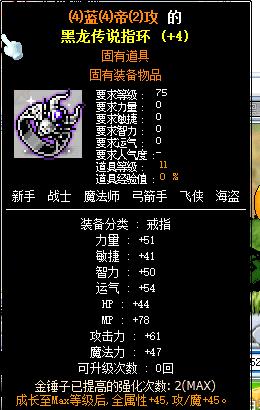 (4)蓝(4)帝(2)攻 的
黑龙传说指环 (+4)
固有道具
固有装备物品
要求等级: 75
要求力量: 0
要求敏捷: 0
要求智力: 0
要求运气: 0
要求人气度: -
道具等级: 11
道具经验值: 0 %
新手 战士 魔法师 弓箭手 飞侠 海盗
装备分类 : 戒指
力量 : +51
敏捷 : +41
智力 : +50
运气 : +54
HP : +44
MP : +78
攻击力 : +61
魔法力 : +47
可升级次数 : 0回
金锤子已提高的强化次数: 2(MAX)
成长至Max等级后, 全属性+45, 攻/魔+45。